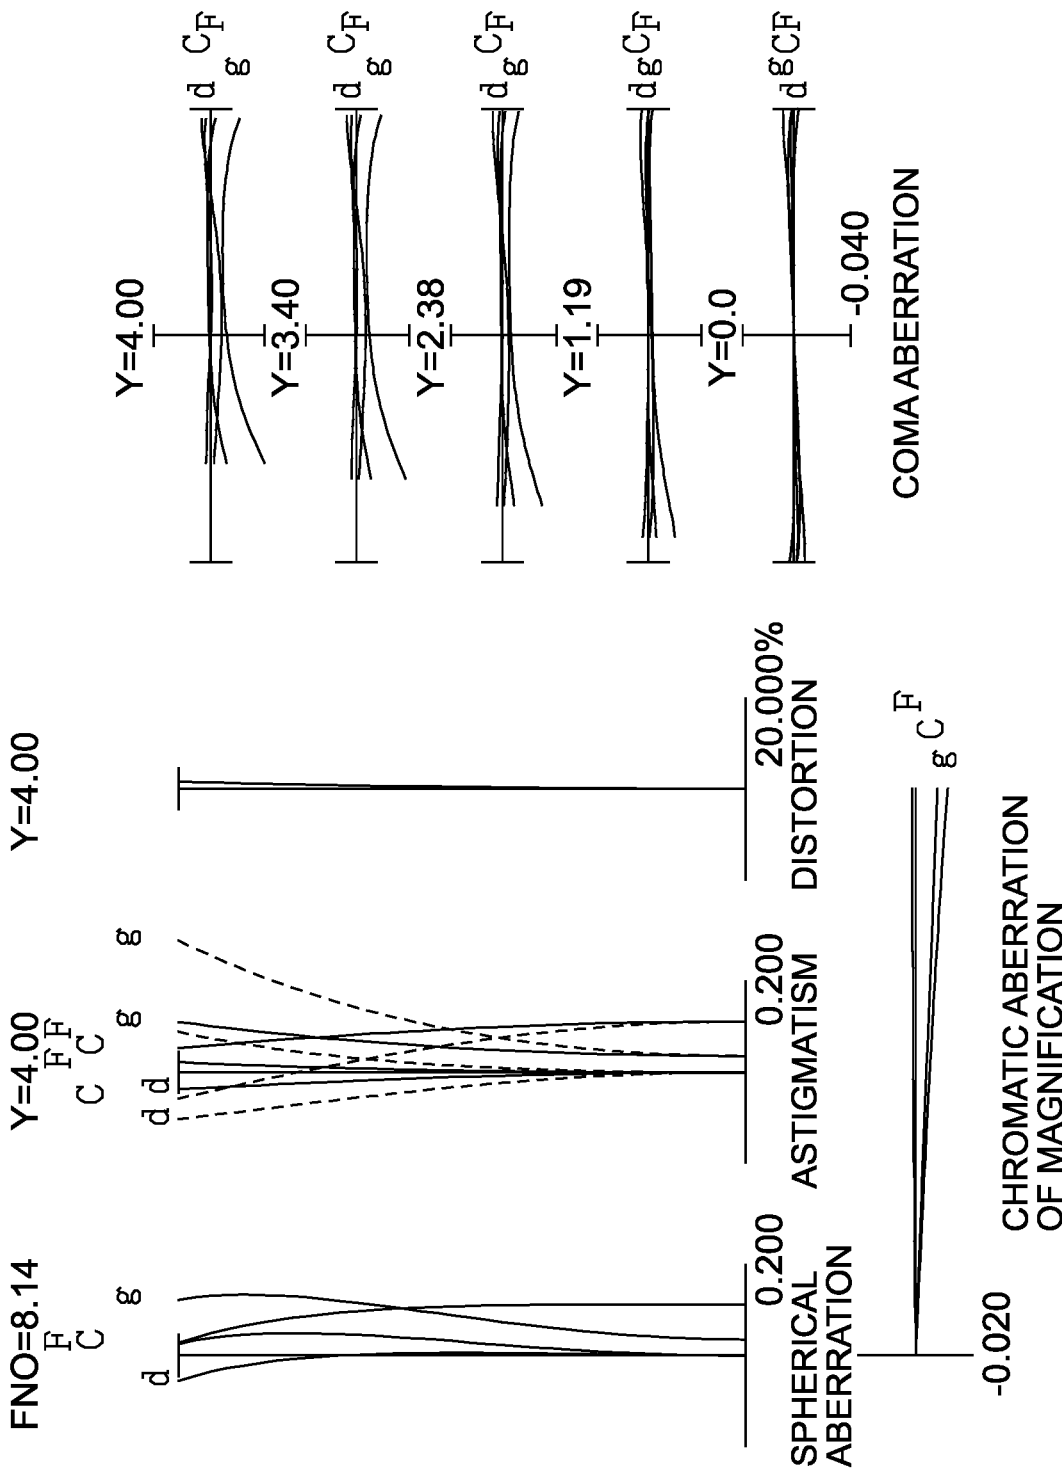 FNO=8.14
F
C
g
d
0.200
SPHERICAL
ABERRATION
Y=4.00
C
F
F
C
g
g
d
d
0.200
ASTIGMATISM
Y=4.00
20.000%
DISTORTION
Y=4.00
d
g
C
F
Y=3.40
d
g
C
F
Y=2.38
d
g
C
F
Y=1.19
d
g
C
F
Y=0.0
d
g
C
F
-0.040
COMA ABERRATION
-0.020
g
C
F
CHROMATIC ABERRATION
OF MAGNIFICATION